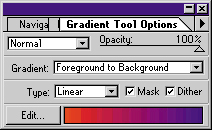 Naviga Gradient Tool Options
Normal Opacity: 100%
Gradient: Foreground to Background
Type: Linear Mask Dither
Edit...